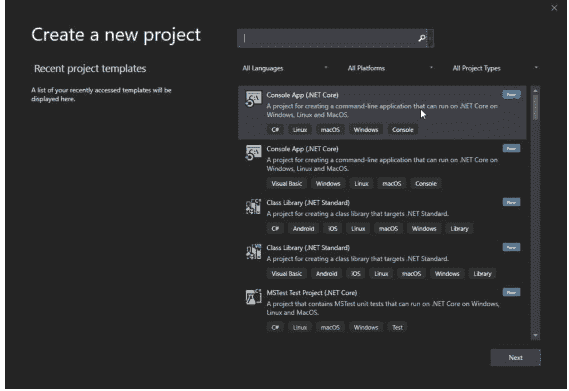 Create a new project
Recent project templates
A list of your recently accessed templates will be
displayed here.
All Languages
All Platforms
All Project Types
Console App (.NET Core)
A project for creating a command-line application that can run on .NET Core on
Windows, Linux and MacOS.
C# Linux macOS Windows Console
Console App (.NET Core)
A project for creating a command-line application that can run on .NET Core on
Windows, Linux and MacOS.
Visual Basic Windows Linux macOS Console
Class Library (.NET Standard)
A project for creating a class library that targets .NET Standard.
C# Android iOS Linux macOS Windows Library
Class Library (.NET Standard)
A project for creating a class library that targets .NET Standard.
Visual Basic Android iOS Linux macOS Windows Library
MSTest Test Project (.NET Core)
A project that contains MSTest unit tests that can run on .NET Core on Windows,
Linux and MacOS.
C# Linux macOS Windows Test
Next